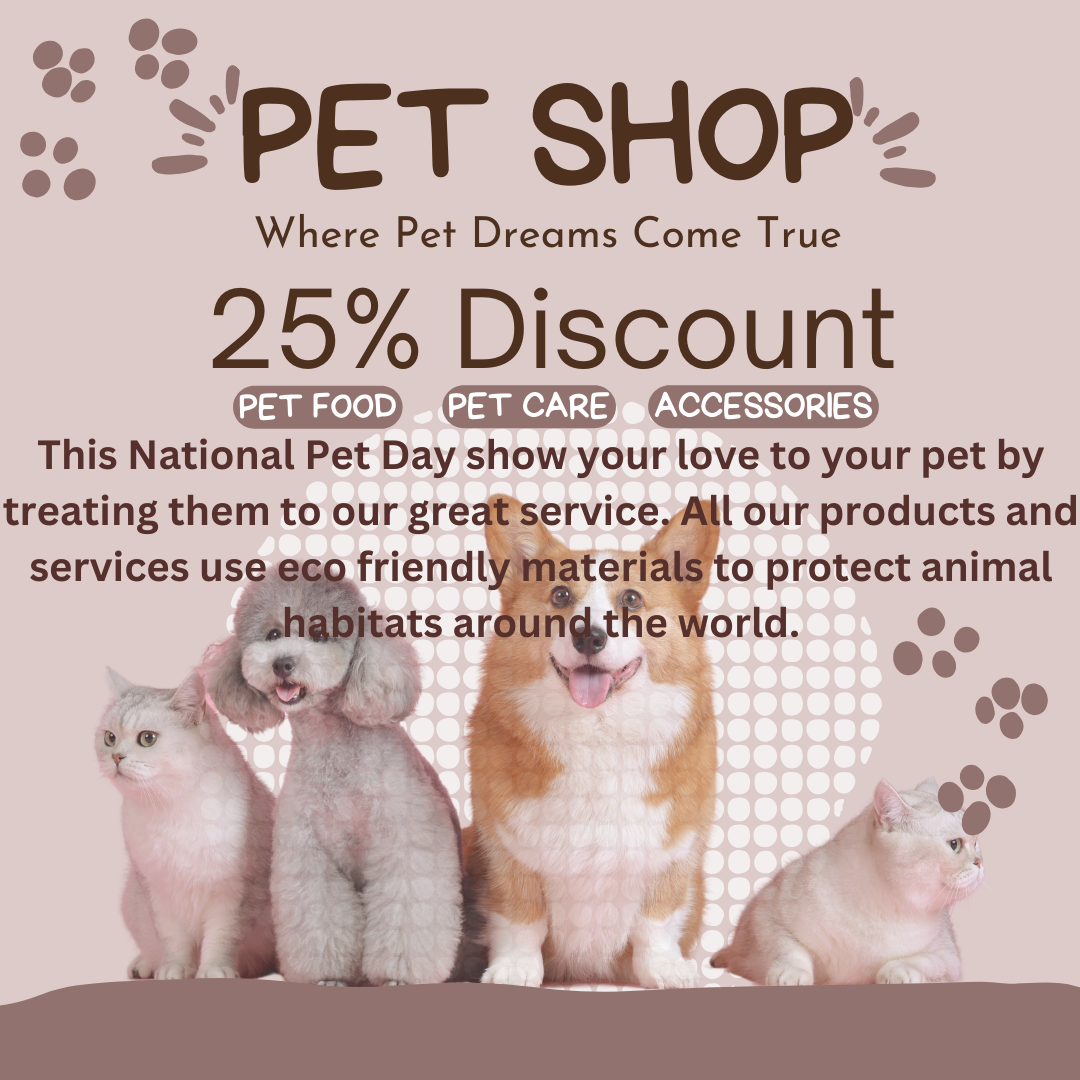 PET SHOP
Where Pet Dreams Come True
25% Discount
PET FOOD PET CARE ACCESSORIES
This National Pet Day show your love to your pet by
treating them to our great service. All our products and
services use eco friendly materials to protect animal
habitats around the world.